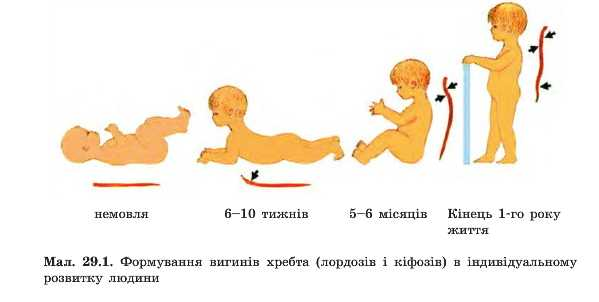 немовля
6–10 тижнів
5–6 місяців
Кінець 1-го року
життя
Мал. 29.1. Формування вигинів хребта (лордозів і кіфозів) в індивідуальному
розвитку людини